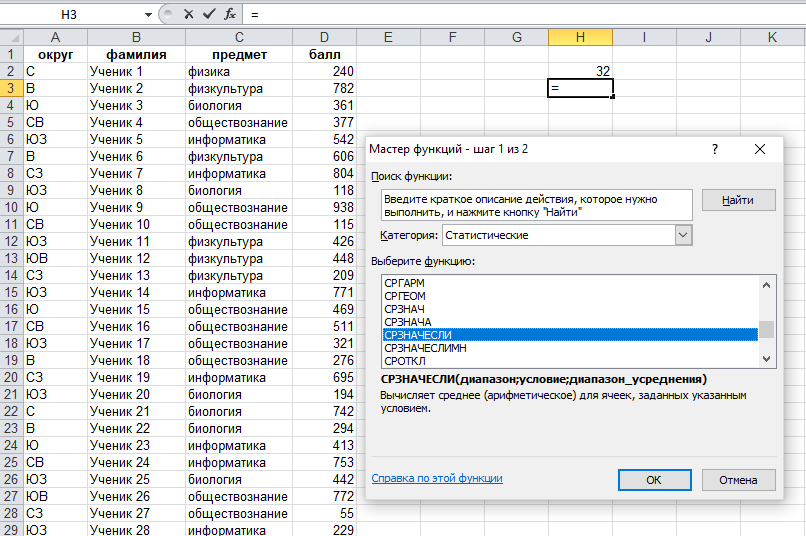 H3 fx =
A B C D E F G H I J K
1 округ фамилия предмет балл
2 С Ученик 1 физика 240 32
3 В Ученик 2 физкультура 782 =
4 Ю Ученик 3 биология 361
5 СВ Ученик 4 обществознание 377
6 ЮЗ Ученик 5 информатика 542
7 В Ученик 6 физкультура 606
8 СЗ Ученик 7 информатика 804
9 ЮЗ Ученик 8 биология 118
10 Ю Ученик 9 обществознание 938
11 СВ Ученик 10 обществознание 115
12 ЮЗ Ученик 11 физкультура 426
13 ЮВ Ученик 12 физкультура 448
14 СЗ Ученик 13 физкультура 209
15 ЮЗ Ученик 14 информатика 771
16 Ю Ученик 15 обществознание 469
17 СВ Ученик 16 обществознание 511
18 ЮЗ Ученик 17 обществознание 321
19 В Ученик 18 обществознание 276
20 СЗ Ученик 19 информатика 695
21 ЮЗ Ученик 20 биология 194
22 С Ученик 21 биология 742
23 В Ученик 22 биология 294
24 Ю Ученик 23 информатика 413
25 СВ Ученик 24 информатика 753
26 ЮЗ Ученик 25 биология 442
27 ЮВ Ученик 26 обществознание 772
28 СЗ Ученик 27 обществознание 55
29 ЮЗ Ученик 28 информатика 229
Мастер функций - шаг 1 из 2 ?
Поиск функции:
Введите краткое описание действия, которое нужно
выполнить, и нажмите кнопку "Найти"
Найти
Категория: Статистические
Выберите функцию:
СРГАРМ
СРГЕОМ
СРЗНАЧ
СРЗНАЧА
СРЗНАЧЕСЛИ
СРЗНАЧЕСЛИМН
СРОТКЛ
СРЗНАЧЕСЛИ(диапазон;условие;диапазон_усреднения)
Вычисляет среднее (арифметическое) для ячеек, заданных указанным
условием.
Справка по этой функции
ОК Отмена